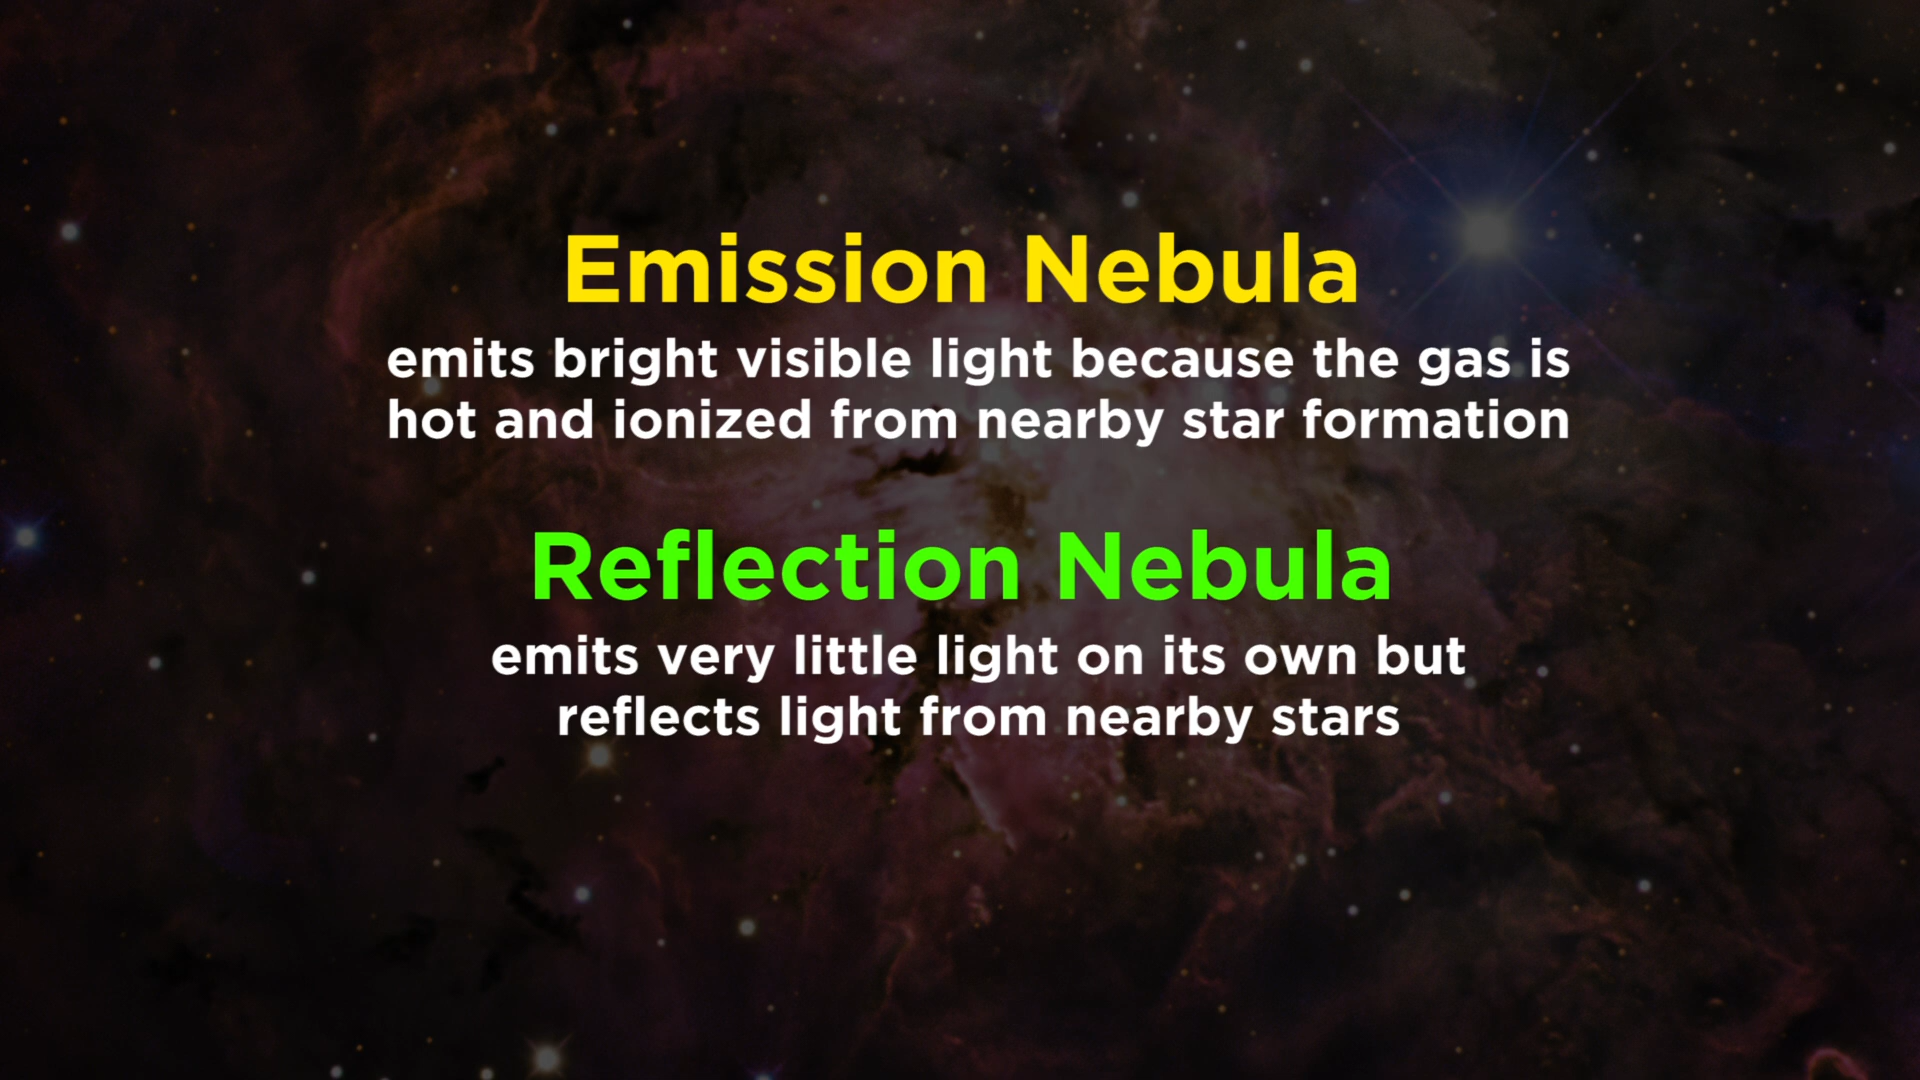 Emission Nebula
emits bright visible light because the gas is
hot and ionized from nearby star formation
Reflection Nebula
emits very little light on its own but
reflects light from nearby stars